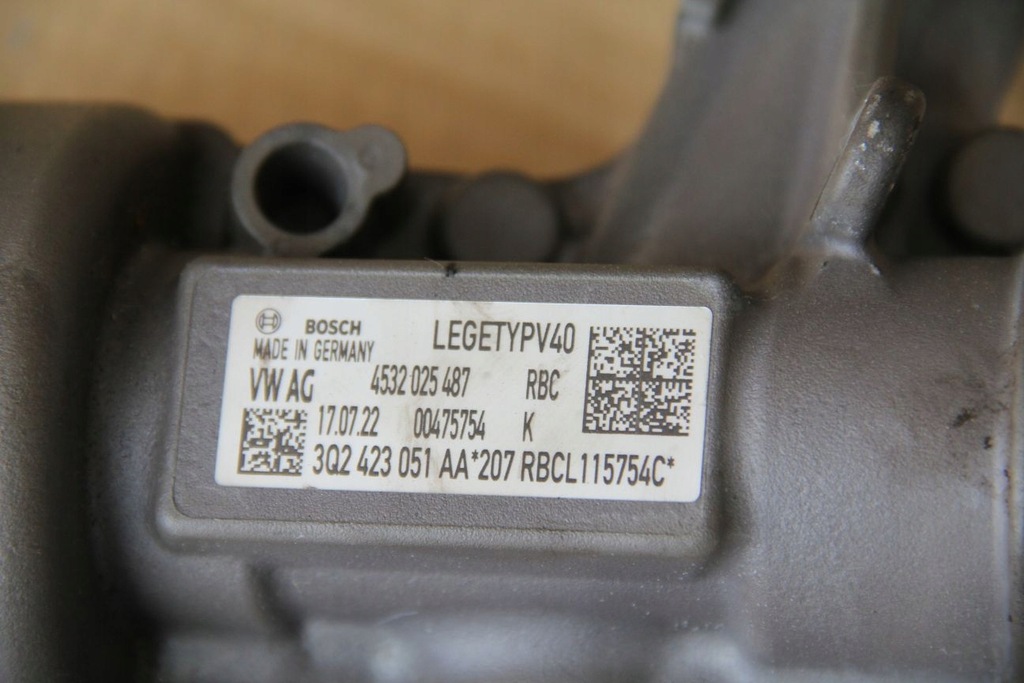 BOSCH LEGETYPV40
MADE IN GERMANY
VW AG 4532 025 487 RBC
17.07.22 00475754 K
3Q2 423 051 AA*207 RBCL115754C*